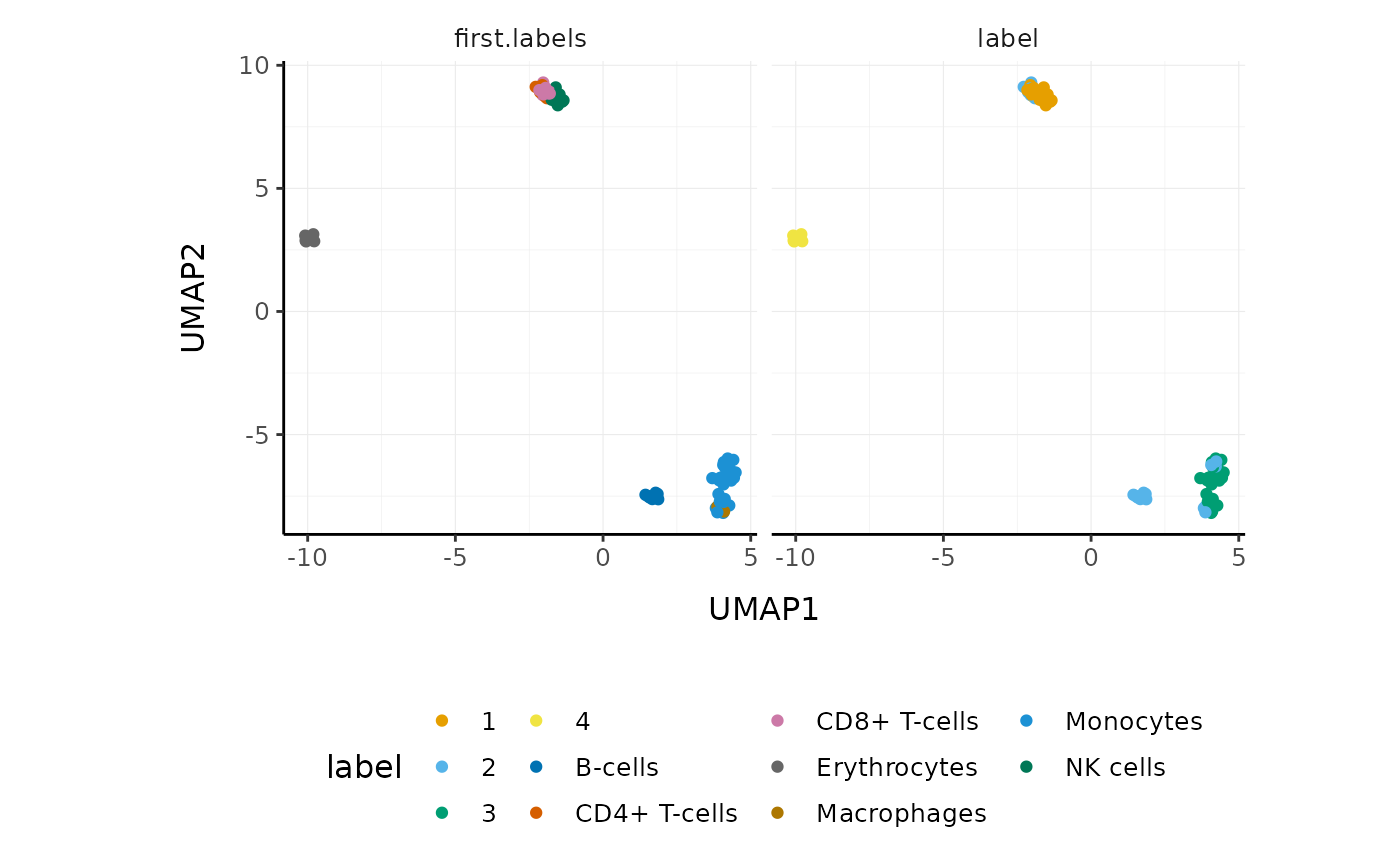 first.labels label
10
5
0
-5
UMAP2
-10 -5 0 5 -10 -5 0 5
UMAP1
1 4 CD8+ T-cells Monocytes
label 2 B-cells Erythrocytes NK cells
3 CD4+ T-cells Macrophages